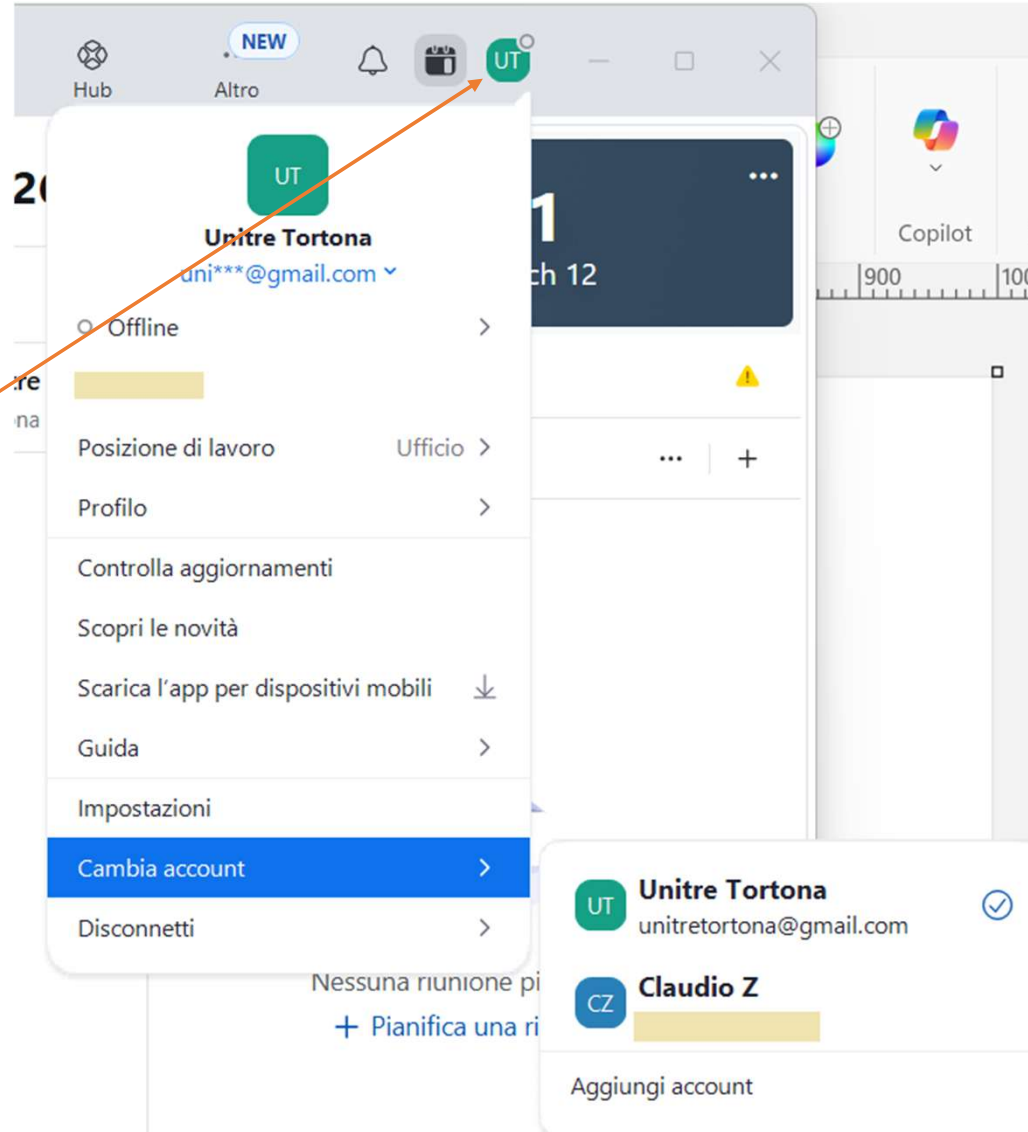 NEW
Hub
Altro
UT
UT
Unitre Tortona
uni***@gmail.com
1
ch 12
Copilot
900
100
Offline
Posizione di lavoro Ufficio
Profilo
Controlla aggiornamenti
Scopri le novità
Scarica l'app per dispositivi mobili
Guida
Impostazioni
Cambia account
Disconnetti
UT
Unitre Tortona
unitretortona@gmail.com
CZ
Claudio Z
Aggiungi account
Nessuna riunione pi
+ Pianifica una ri